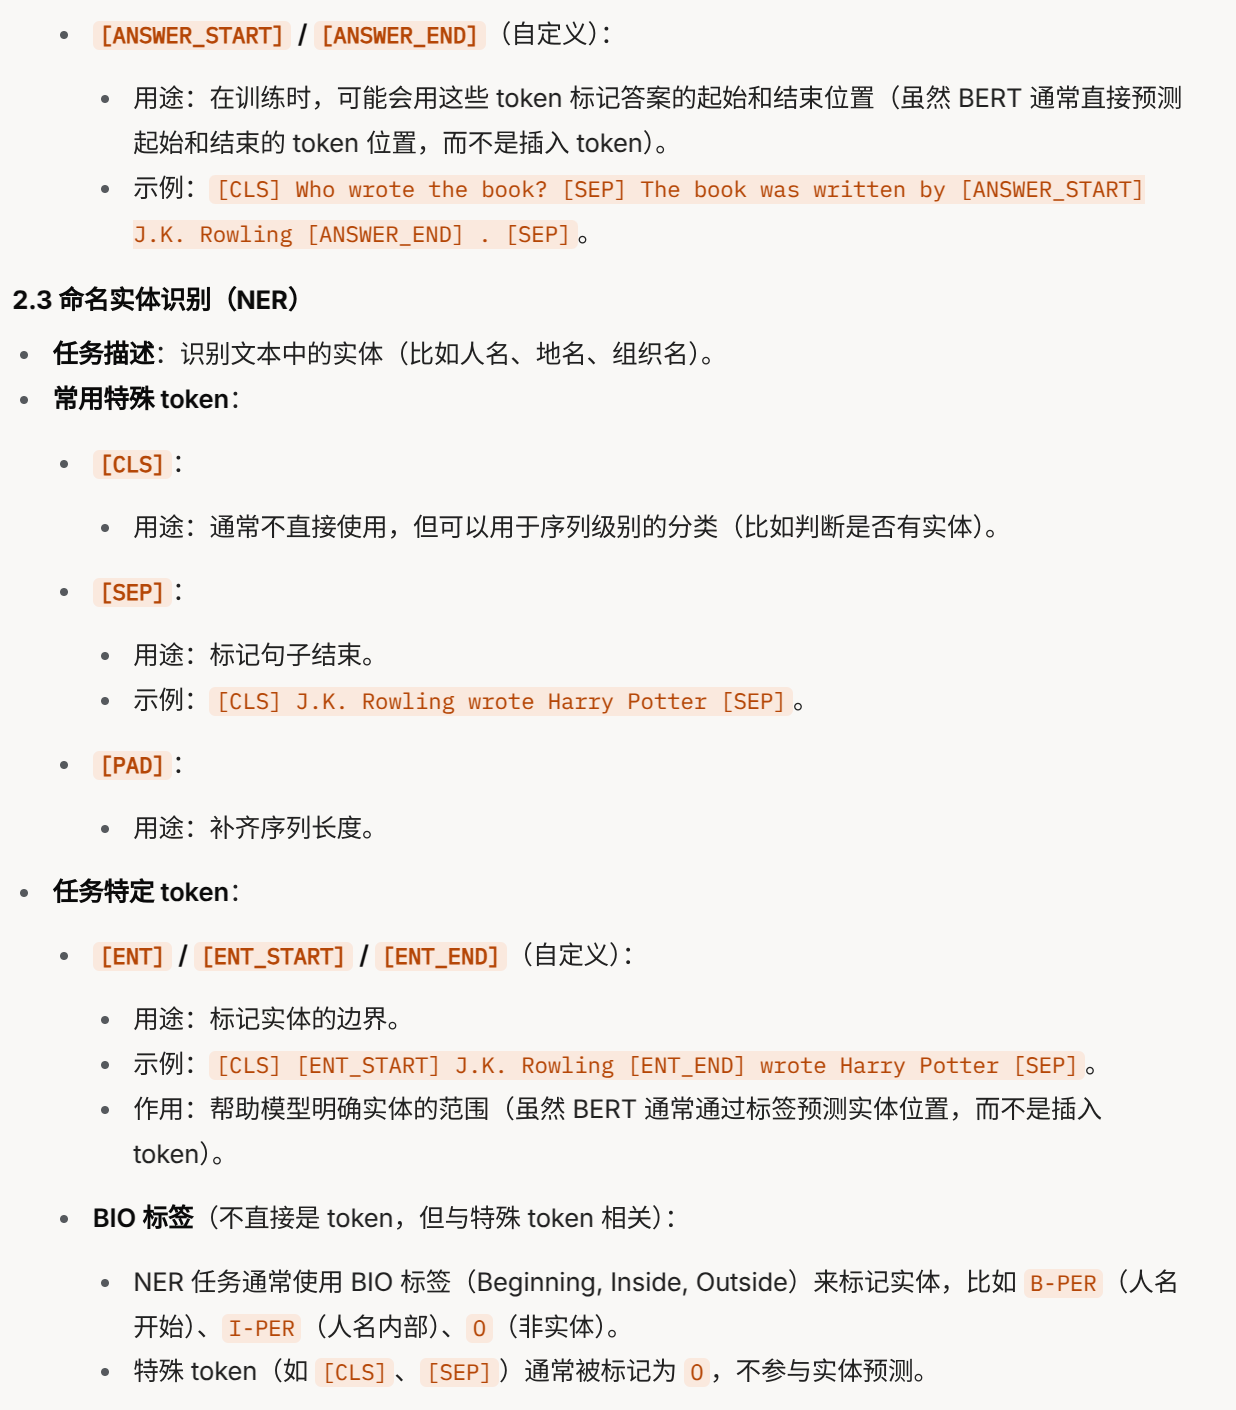 [ANSWER_START] / [ANSWER_END]（自定义）：
用途：在训练时，可能会用这些 token 标记答案的起始和结束位置（虽然 BERT 通常直接预测
起始和结束的 token 位置，而不是插入 token）。
示例：[CLS] Who wrote the book? [SEP] The book was written by [ANSWER_START]
J.K. Rowling [ANSWER_END] . [SEP]。
2.3 命名实体识别（NER）
任务描述：识别文本中的实体（比如人名、地名、组织名）。
常用特殊 token：
[CLS]：
用途：通常不直接使用，但可以用于序列级别的分类（比如判断是否有实体）。
[SEP]：
用途：标记句子结束。
示例：[CLS] J.K. Rowling wrote Harry Potter [SEP]。
[PAD]：
用途：补齐序列长度。
任务特定 token：
[ENT] / [ENT_START] / [ENT_END]（自定义）：
用途：标记实体的边界。
示例：[CLS] [ENT_START] J.K. Rowling [ENT_END] wrote Harry Potter [SEP]。
作用：帮助模型明确实体的范围（虽然 BERT 通常通过标签预测实体位置，而不是插入
token）。
BIO 标签（不直接是 token，但与特殊 token 相关）：
NER 任务通常使用 BIO 标签（Beginning, Inside, Outside）来标记实体，比如 B-PER（人名
开始）、I-PER（人名内部）、O（非实体）。
特殊 token（如 [CLS]、[SEP]）通常被标记为 O，不参与实体预测。